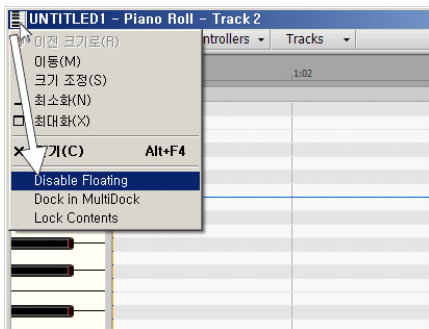 UNTITLED1 - Piano Roll - Track 2
이전 크기로(R)
Tracks
이동(M)
크기 조정(S)
1:02
최소화(N)
최대화(X)
Alt+F4
Disable Floating
Dock in MultiDock
Lock Contents